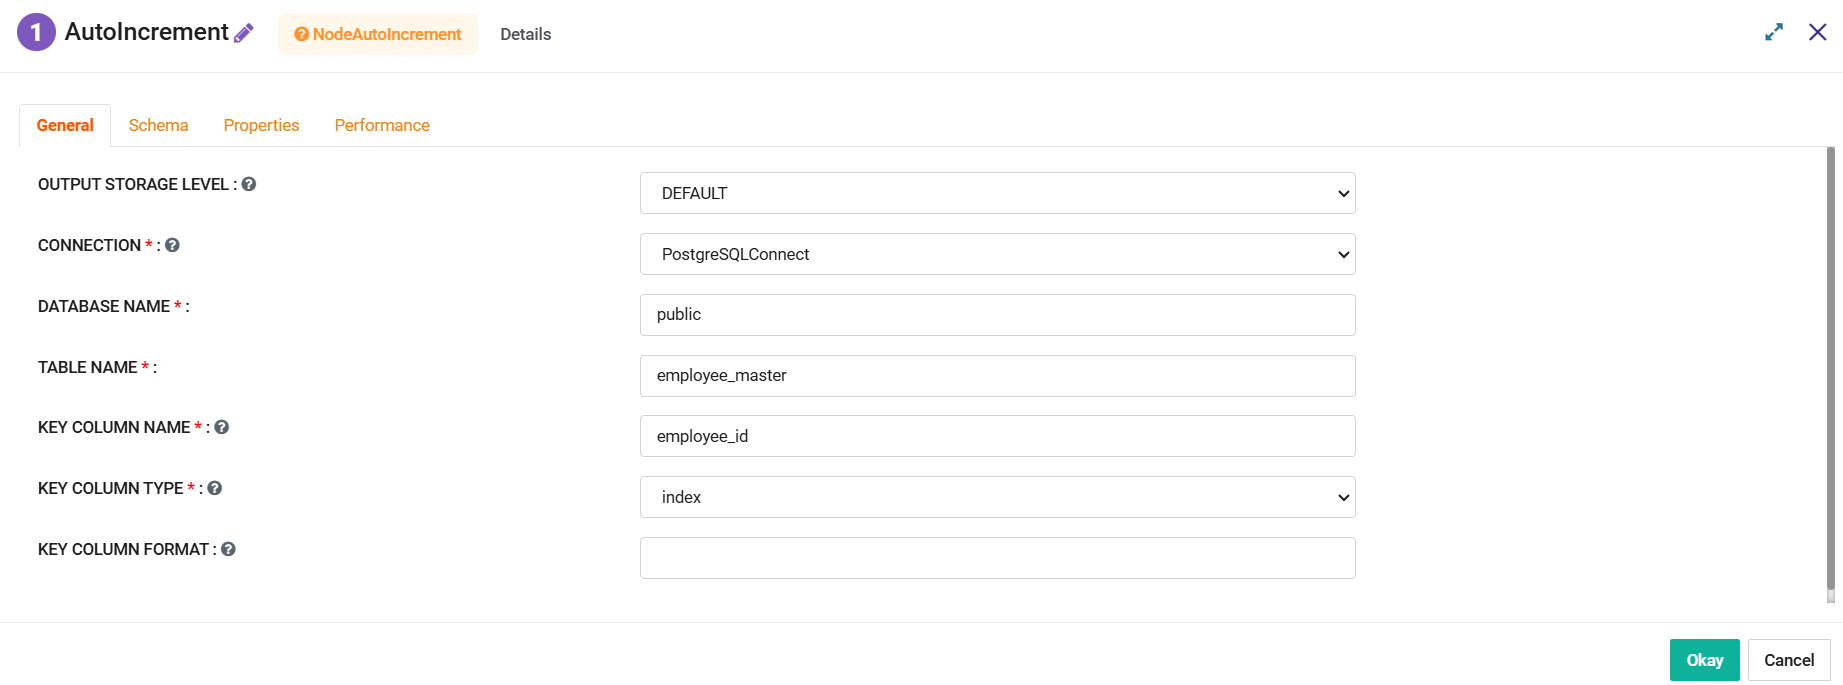 1 AutoIncrement NodeAutoIncrement Details
General Schema Properties Performance
OUTPUT STORAGE LEVEL : DEFAULT
CONNECTION * : PostgreSQLConnect
DATABASE NAME * : public
TABLE NAME * : employee_master
KEY COLUMN NAME * : employee_id
KEY COLUMN TYPE * : index
KEY COLUMN FORMAT :
Okay Cancel